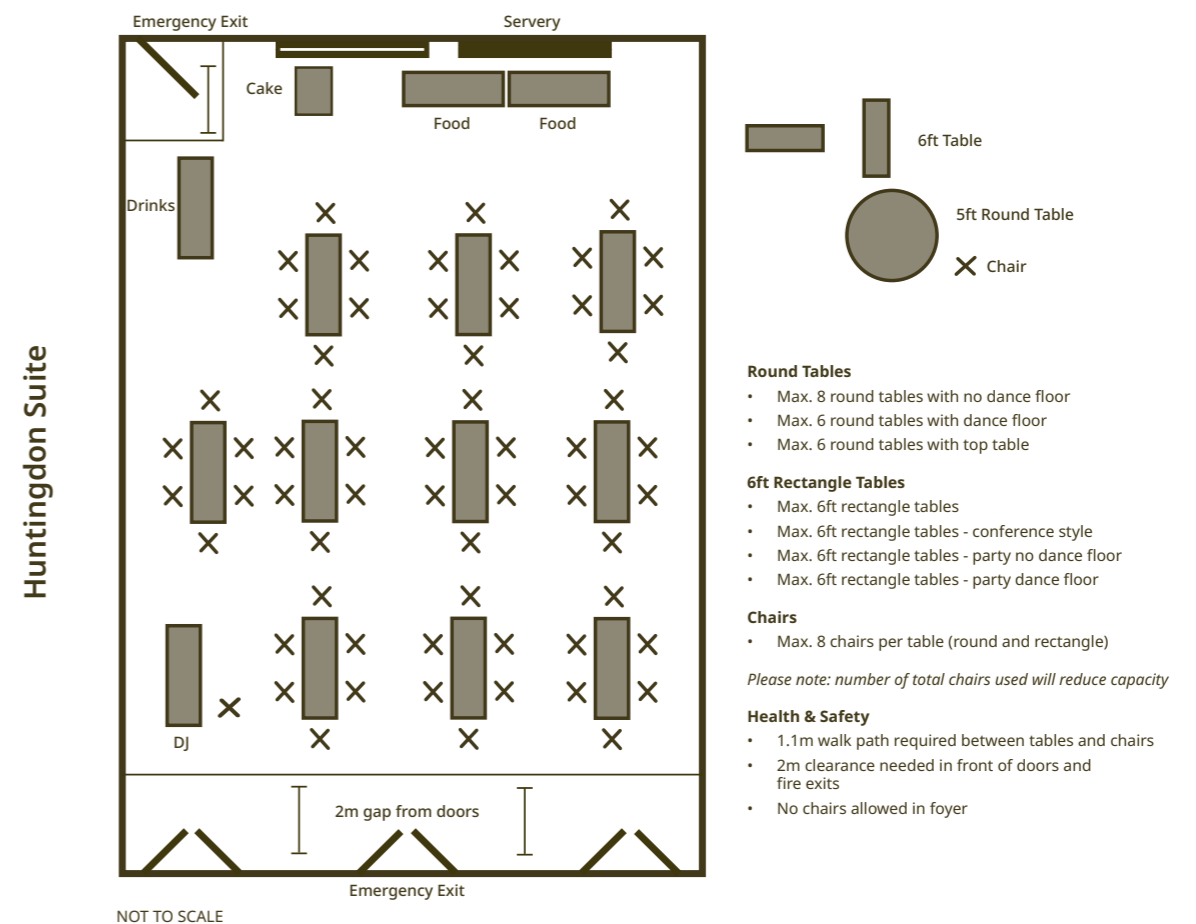 Emergency Exit
Servery
Cake
Food
Food
Drinks
Huntingdon Suite
DJ
2m gap from doors
Emergency Exit
NOT TO SCALE
6ft Table
5ft Round Table
Chair
Round Tables
• Max. 8 round tables with no dance floor
• Max. 6 round tables with dance floor
• Max. 6 round tables with top table
6ft Rectangle Tables
• Max. 6ft rectangle tables
• Max. 6ft rectangle tables - conference style
• Max. 6ft rectangle tables - party no dance floor
• Max. 6ft rectangle tables - party dance floor
Chairs
• Max. 8 chairs per table (round and rectangle)
Please note: number of total chairs used will reduce capacity
Health & Safety
• 1.1m walk path required between tables and chairs
• 2m clearance needed in front of doors and
fire exits
• No chairs allowed in foyer